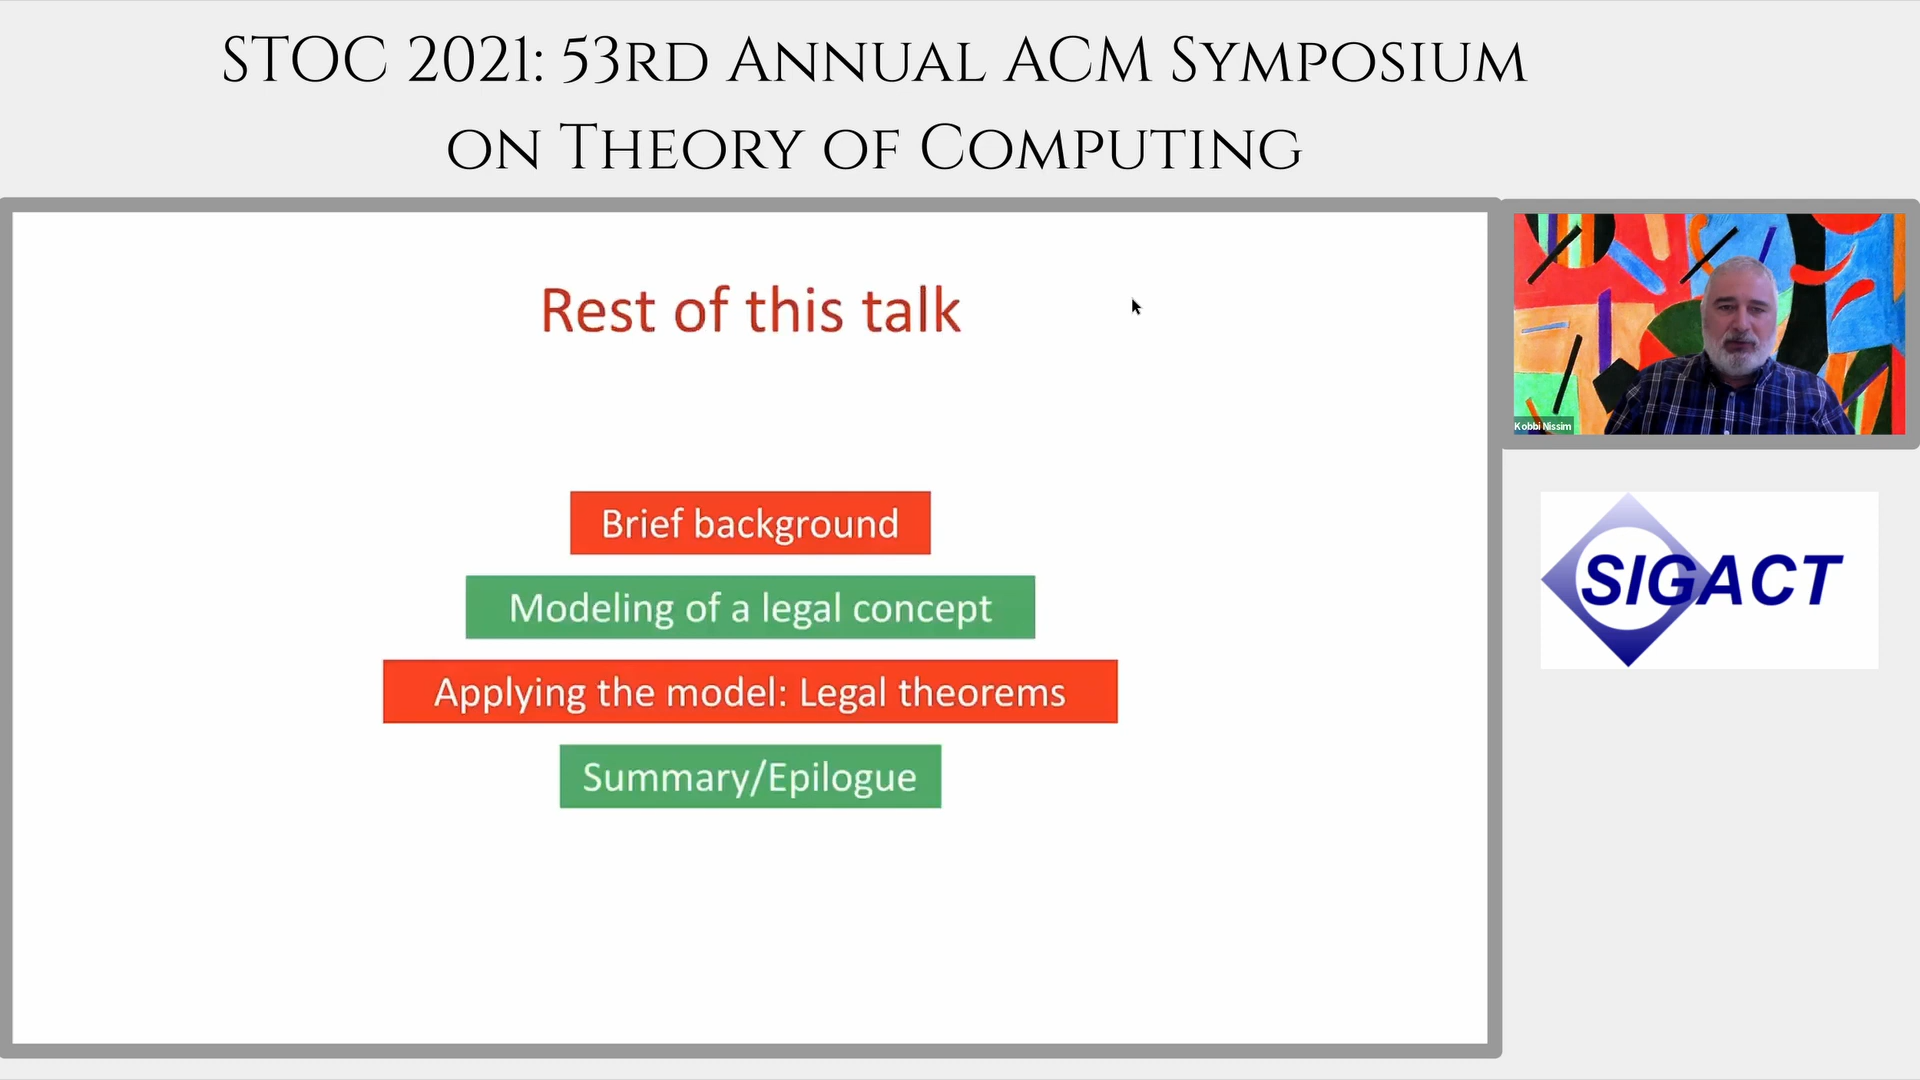 STOC 2021: 53rd Annual ACM Symposium
on Theory of Computing
Rest of this talk
Brief background
Modeling of a legal concept
Applying the model: Legal theorems
Summary/Epilogue
Kobbi Nissim
SIGACT